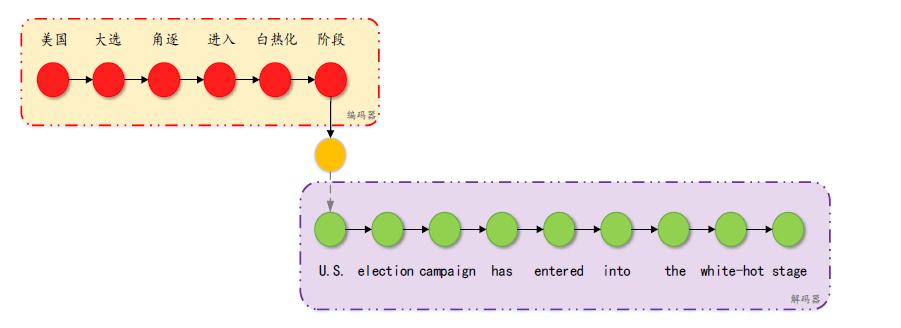 美国 大选 角逐 进入 白热化 阶段
编码器
U.S. election campaign has entered into the white-hot stage
解码器